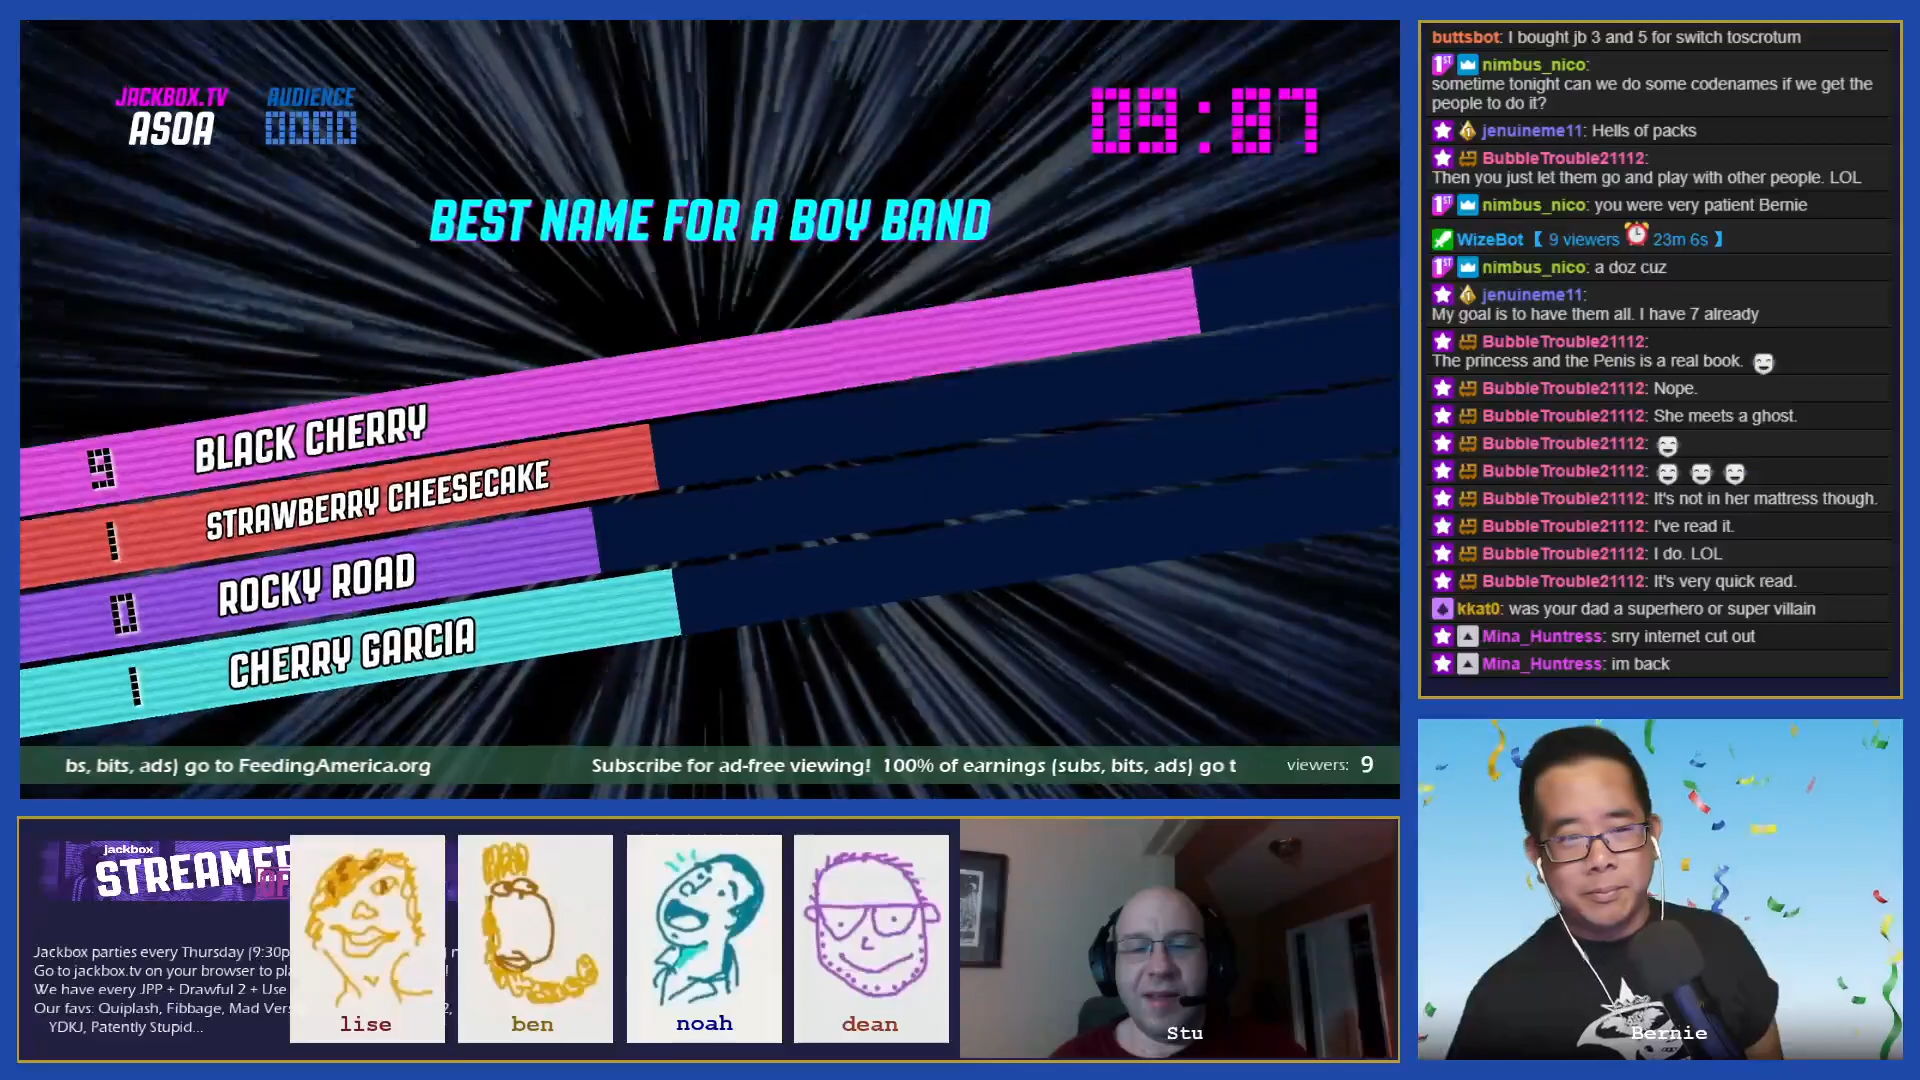 JACKBOX.TV
ASOA
AUDIENCE
0000
09:87
BEST NAME FOR A BOY BAND
9 BLACK CHERRY
1 STRAWBERRY CHEESECAKE
0 ROCKY ROAD
1 CHERRY GARCIA
bs, bits, ads) go to FeedingAmerica.org
Subscribe for ad-free viewing! 100% of earnings (subs, bits, ads) go t
viewers: 9
jackbox
STREAMED
Jackbox parties every Thursday (9:30p
Go to jackbox.tv on your browser to pla
We have every JPP + Drawful 2 + Use
Our favs: Quiplash, Fibbage, Mad Vers
YDKJ, Patently Stupid...
lise
ben
noah
dean
Stu
Bernie
buttsbot: I bought jb 3 and 5 for switch toscrotum
1ST nimbus_nico:
sometime tonight can we do some codenames if we get the
people to do it?
jenuineme11: Hells of packs
BubbleTrouble21112:
Then you just let them go and play with other people. LOL
1ST nimbus_nico: you were very patient Bernie
WizeBot 【 9 viewers ⏰ 23m 6s 】
1ST nimbus_nico: a doz cuz
jenuineme11:
My goal is to have them all. I have 7 already
BubbleTrouble21112:
The princess and the Penis is a real book.
BubbleTrouble21112: Nope.
BubbleTrouble21112: She meets a ghost.
BubbleTrouble21112:
BubbleTrouble21112:
BubbleTrouble21112: It's not in her mattress though.
BubbleTrouble21112: I've read it.
BubbleTrouble21112: I do. LOL
BubbleTrouble21112: It's very quick read.
kkat0: was your dad a superhero or super villain
Mina_Huntress: srry internet cut out
Mina_Huntress: im back